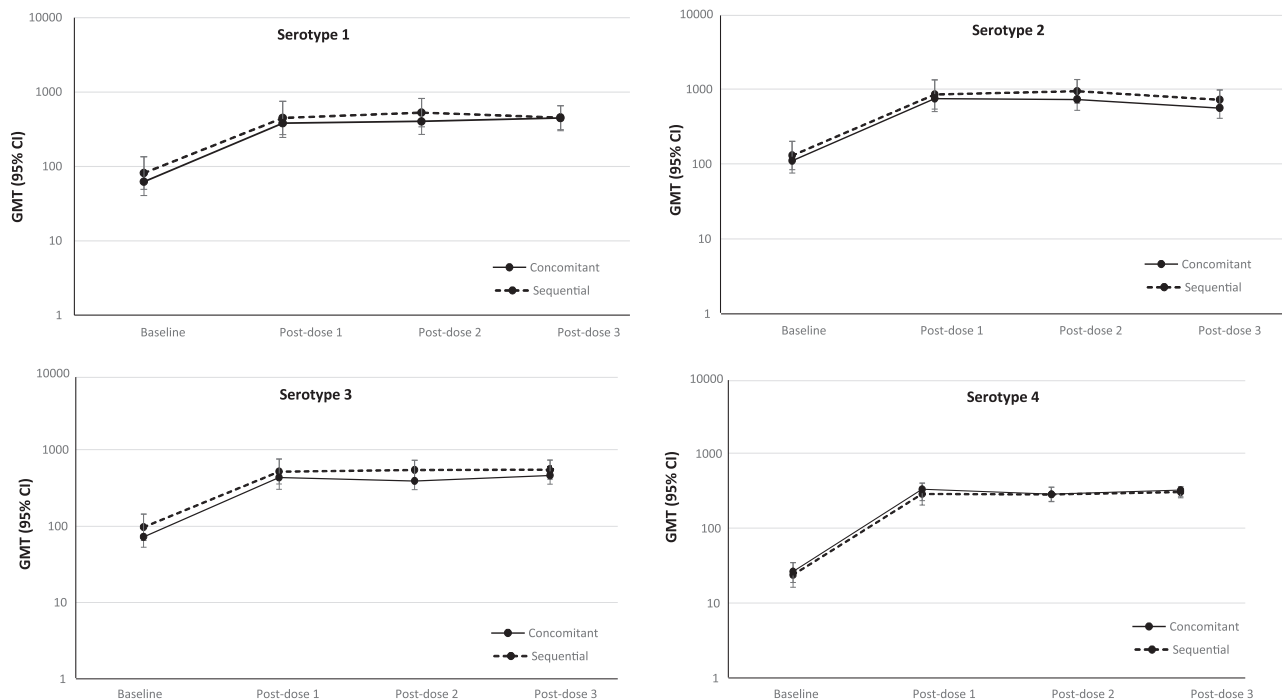 Serotype 1
10000
1000
100
10
1
GMT (95% CI)
Concomitant
Sequential
Baseline
Post-dose 1
Post-dose 2
Post-dose 3
Serotype 2
10000
1000
100
10
1
GMT (95% CI)
Concomitant
Sequential
Baseline
Post-dose 1
Post-dose 2
Post-dose 3
Serotype 3
10000
1000
100
10
1
GMT (95% CI)
Concomitant
Sequential
Baseline
Post-dose 1
Post-dose 2
Post-dose 3
Serotype 4
10000
1000
100
10
1
GMT (95% CI)
Concomitant
Sequential
Baseline
Post-dose 1
Post-dose 2
Post-dose 3